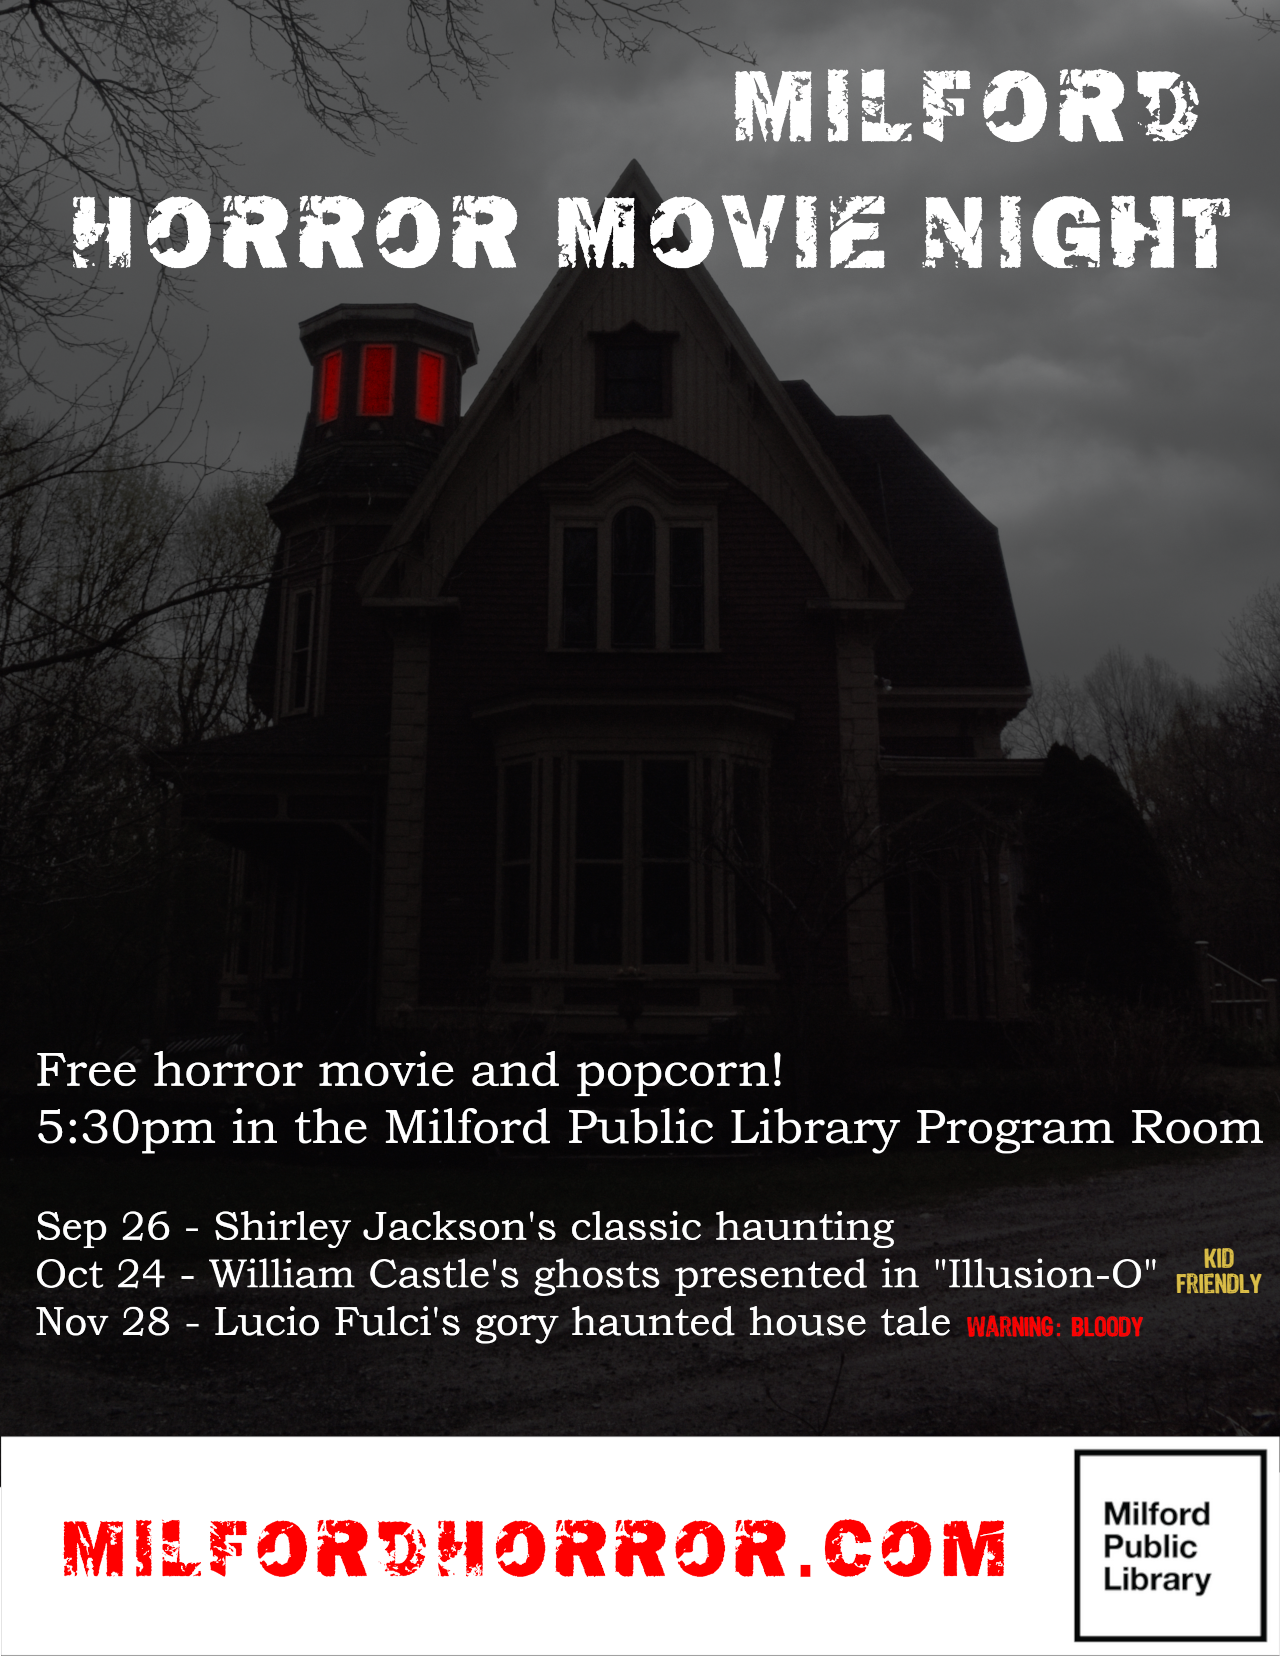 MILFORD
HORROR MOVIE NIGHT
Free horror movie and popcorn!
5:30pm in the Milford Public Library Program Room
Sep 26 - Shirley Jackson's classic haunting
Oct 24 - William Castle's ghosts presented in "Illusion-O"
KID
FRIENDLY
Nov 28 - Lucio Fulci's gory haunted house tale WARNING: BLOODY
MILFORDHORROR.COM
Milford
Public
Library